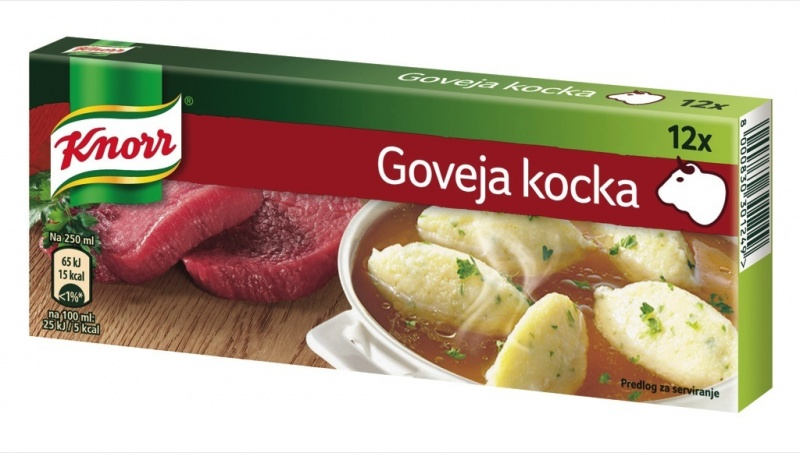 Goveja kocka
12x
Knorr
®
12x
Goveja kocka
Na 250 ml
65 kJ
15 kcal
<1%*
na 100 ml:
25 kJ / 5 kcal
Predlog za serviranje